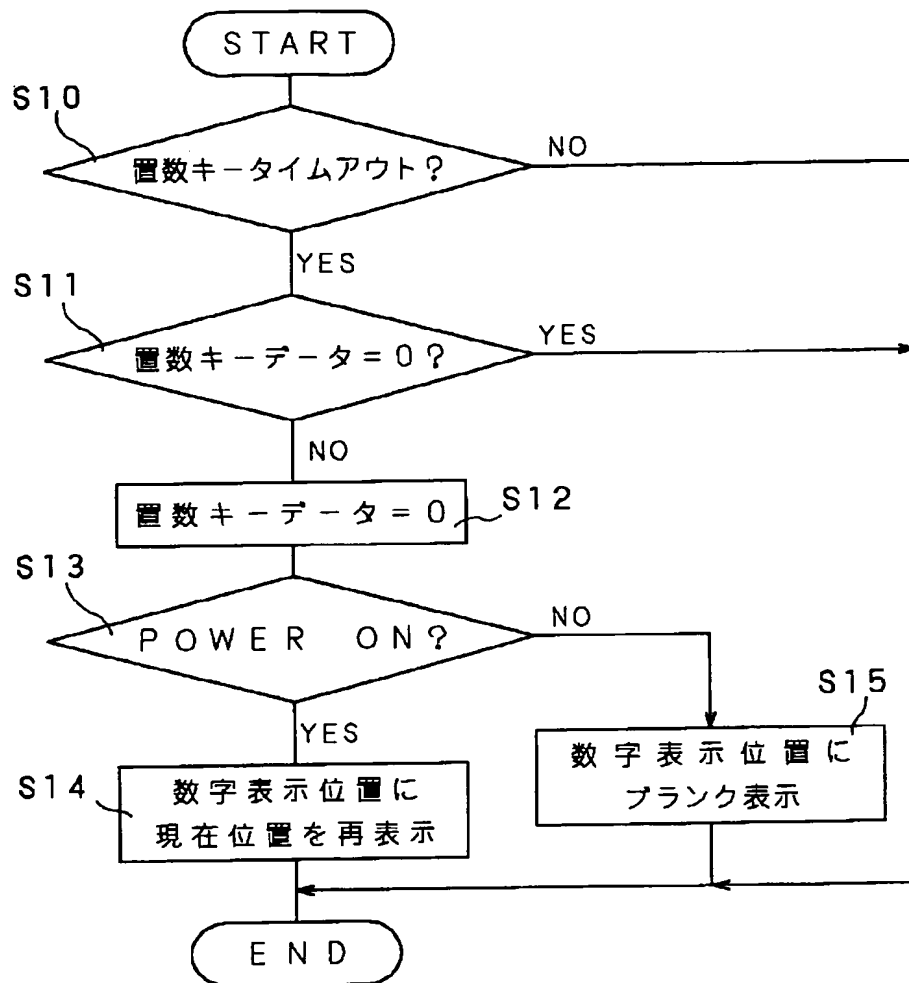 START
S10
置数キータイムアウト?
NO
YES
S11
置数キーデータ=0?
YES
NO
置数キーデータ=0
S12
S13
POWER ON?
NO
YES
S15
数字表示位置に
ブランク表示
S14
数字表示位置に
現在位置を再表示
END